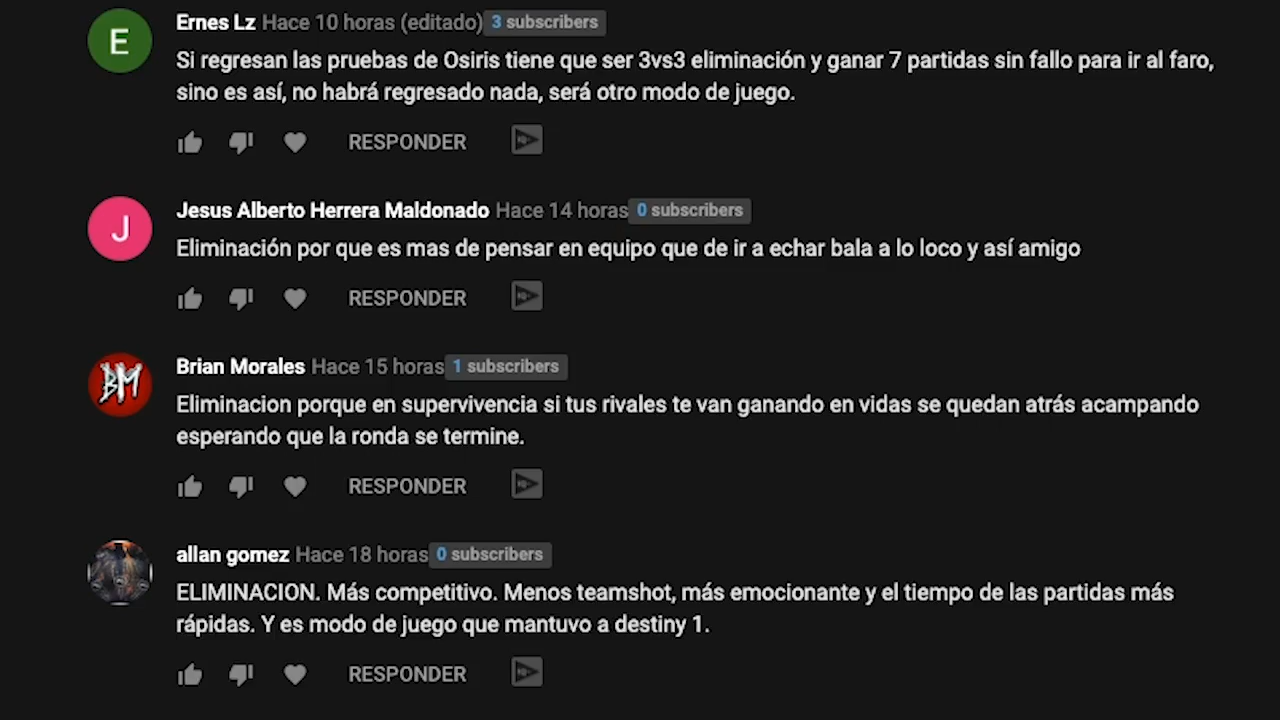 E
Ernes Lz Hace 10 horas (editado) 3 subscribers
Si regresan las pruebas de Osiris tiene que ser 3vs3 eliminación y ganar 7 partidas sin fallo para ir al faro,
sino es así, no habrá regresado nada, será otro modo de juego.
RESPONDER
J
Jesus Alberto Herrera Maldonado Hace 14 horas 0 subscribers
Eliminación por que es mas de pensar en equipo que de ir a echar bala a lo loco y así amigo
RESPONDER
BM
Brian Morales Hace 15 horas 1 subscribers
Eliminacion porque en supervivencia si tus rivales te van ganando en vidas se quedan atrás acampando
esperando que la ronda se termine.
RESPONDER
allan gomez Hace 18 horas 0 subscribers
ELIMINACION. Más competitivo. Menos teamshot, más emocionante y el tiempo de las partidas más
rápidas. Y es modo de juego que mantuvo a destiny 1.
RESPONDER